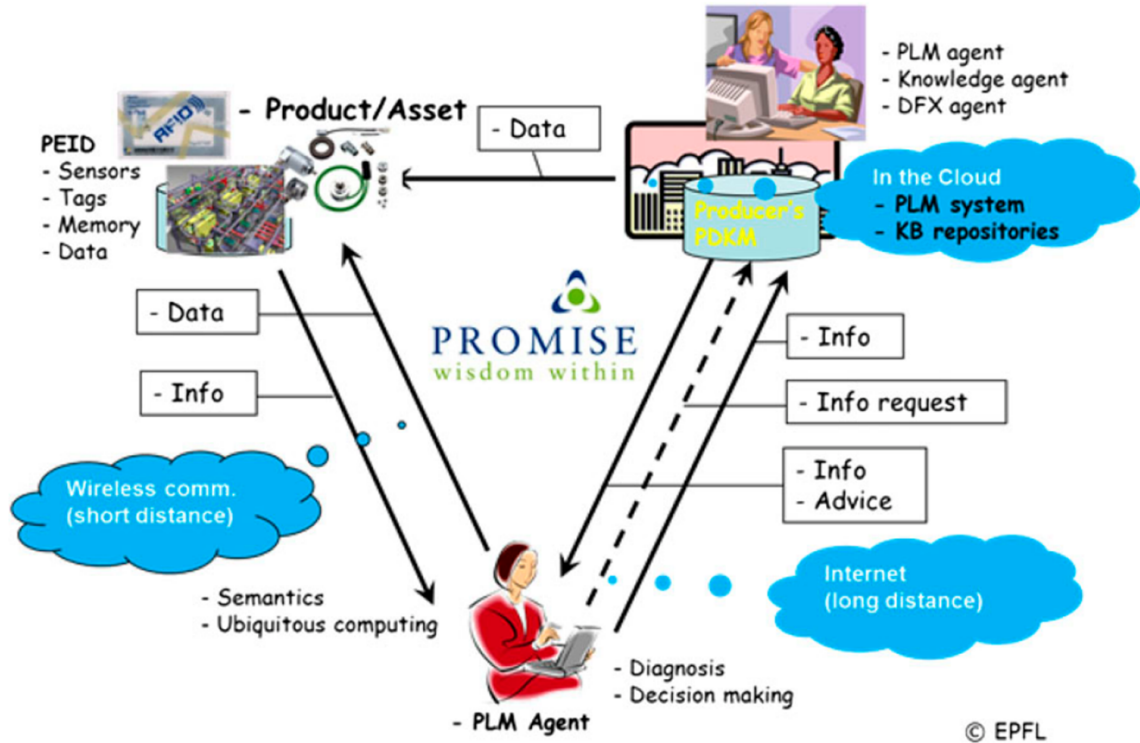 - PLM agent
- Knowledge agent
- DFX agent
RFID
- Product/Asset
- Data
PEID
- Sensors
- Tags
- Memory
- Data
In the Cloud
- PLM system
- KB repositories
Producer's
PDKM
- Data
- Info
PROMISE
wisdom within
- Info
- Info request
- Info
- Advice
Wireless comm.
(short distance)
Internet
(long distance)
- Semantics
- Ubiquitous computing
- Diagnosis
- Decision making
- PLM Agent
© EPFL